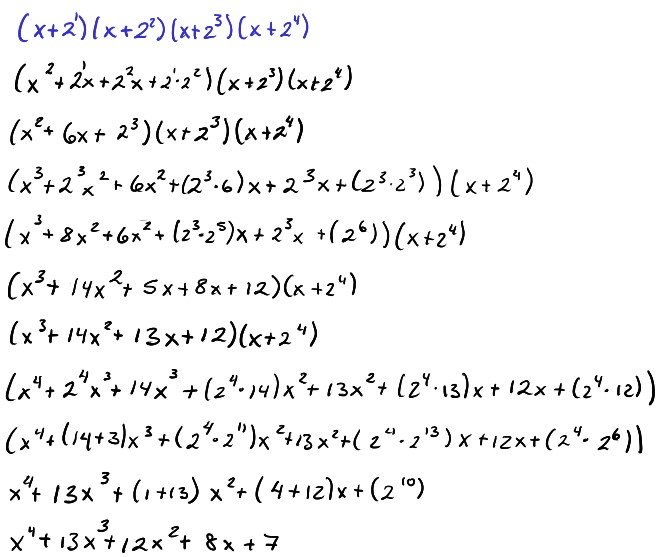 (x+2¹)(x+2²)(x+2³)(x+2⁴)
(x²+2¹x+2²x+2¹·2²)(x+2³)(x+2⁴)
(x²+6x+2³)(x+2³)(x+2⁴)
(x³+2³x²+6x²+(2³·6)x+2³x+(2³·2³))(x+2⁴)
(x³+8x²+6x²+(2³·2⁵)x+2³x+(2⁶))(x+2⁴)
(x³+14x²+5x+8x+12)(x+2⁴)
(x³+14x²+13x+12)(x+2⁴)
(x⁴+2⁴x³+14x³+(2⁴·14)x²+13x²+(2⁴·13)x+12x+(2⁴·12))
(x⁴+(14+3)x³+(2⁴·2¹¹)x²+13x²+(2⁴·2¹³)x+12x+(2⁴·2⁶))
x⁴+13x³+(1+13)x²+(4+12)x+(2¹⁰)
x⁴+13x³+12x²+8x+7